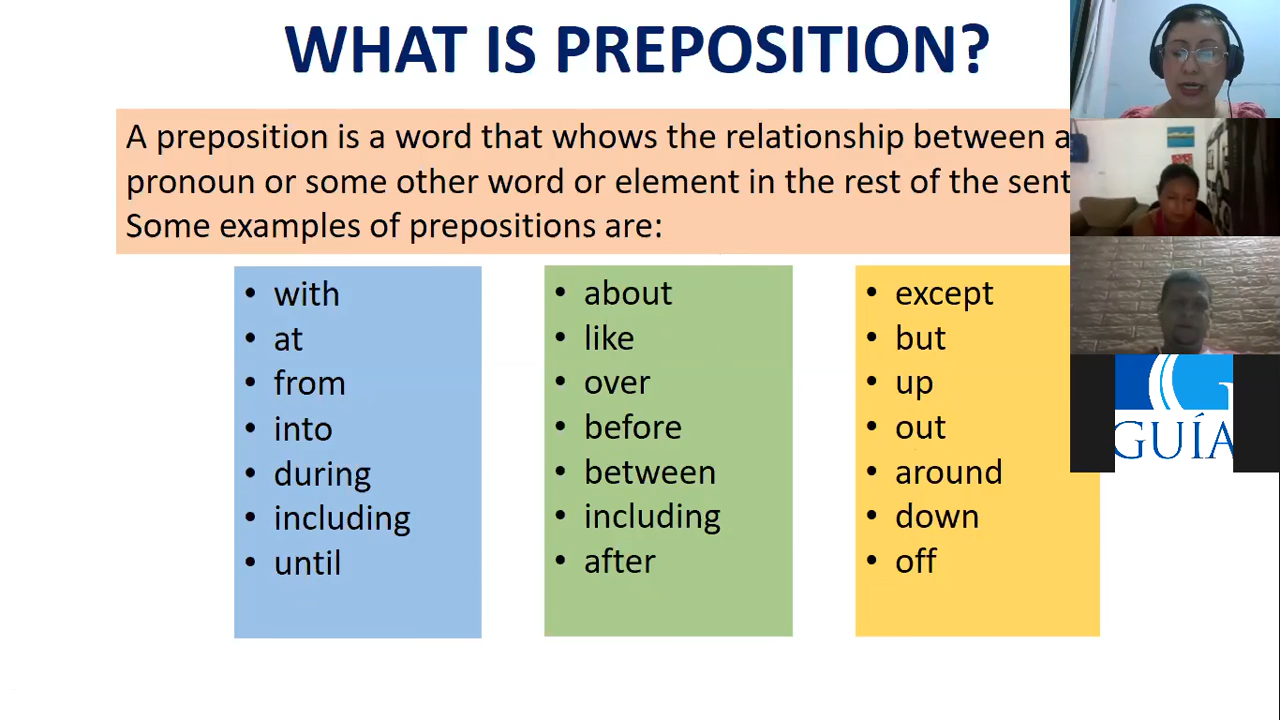 WHAT IS PREPOSITION?
A preposition is a word that whows the relationship between a
pronoun or some other word or element in the rest of the sent
Some examples of prepositions are:
• with
• at
• from
• into
• during
• including
• until
• about
• like
• over
• before
• between
• including
• after
• except
• but
• up
• out
• around
• down
• off
GUÍA